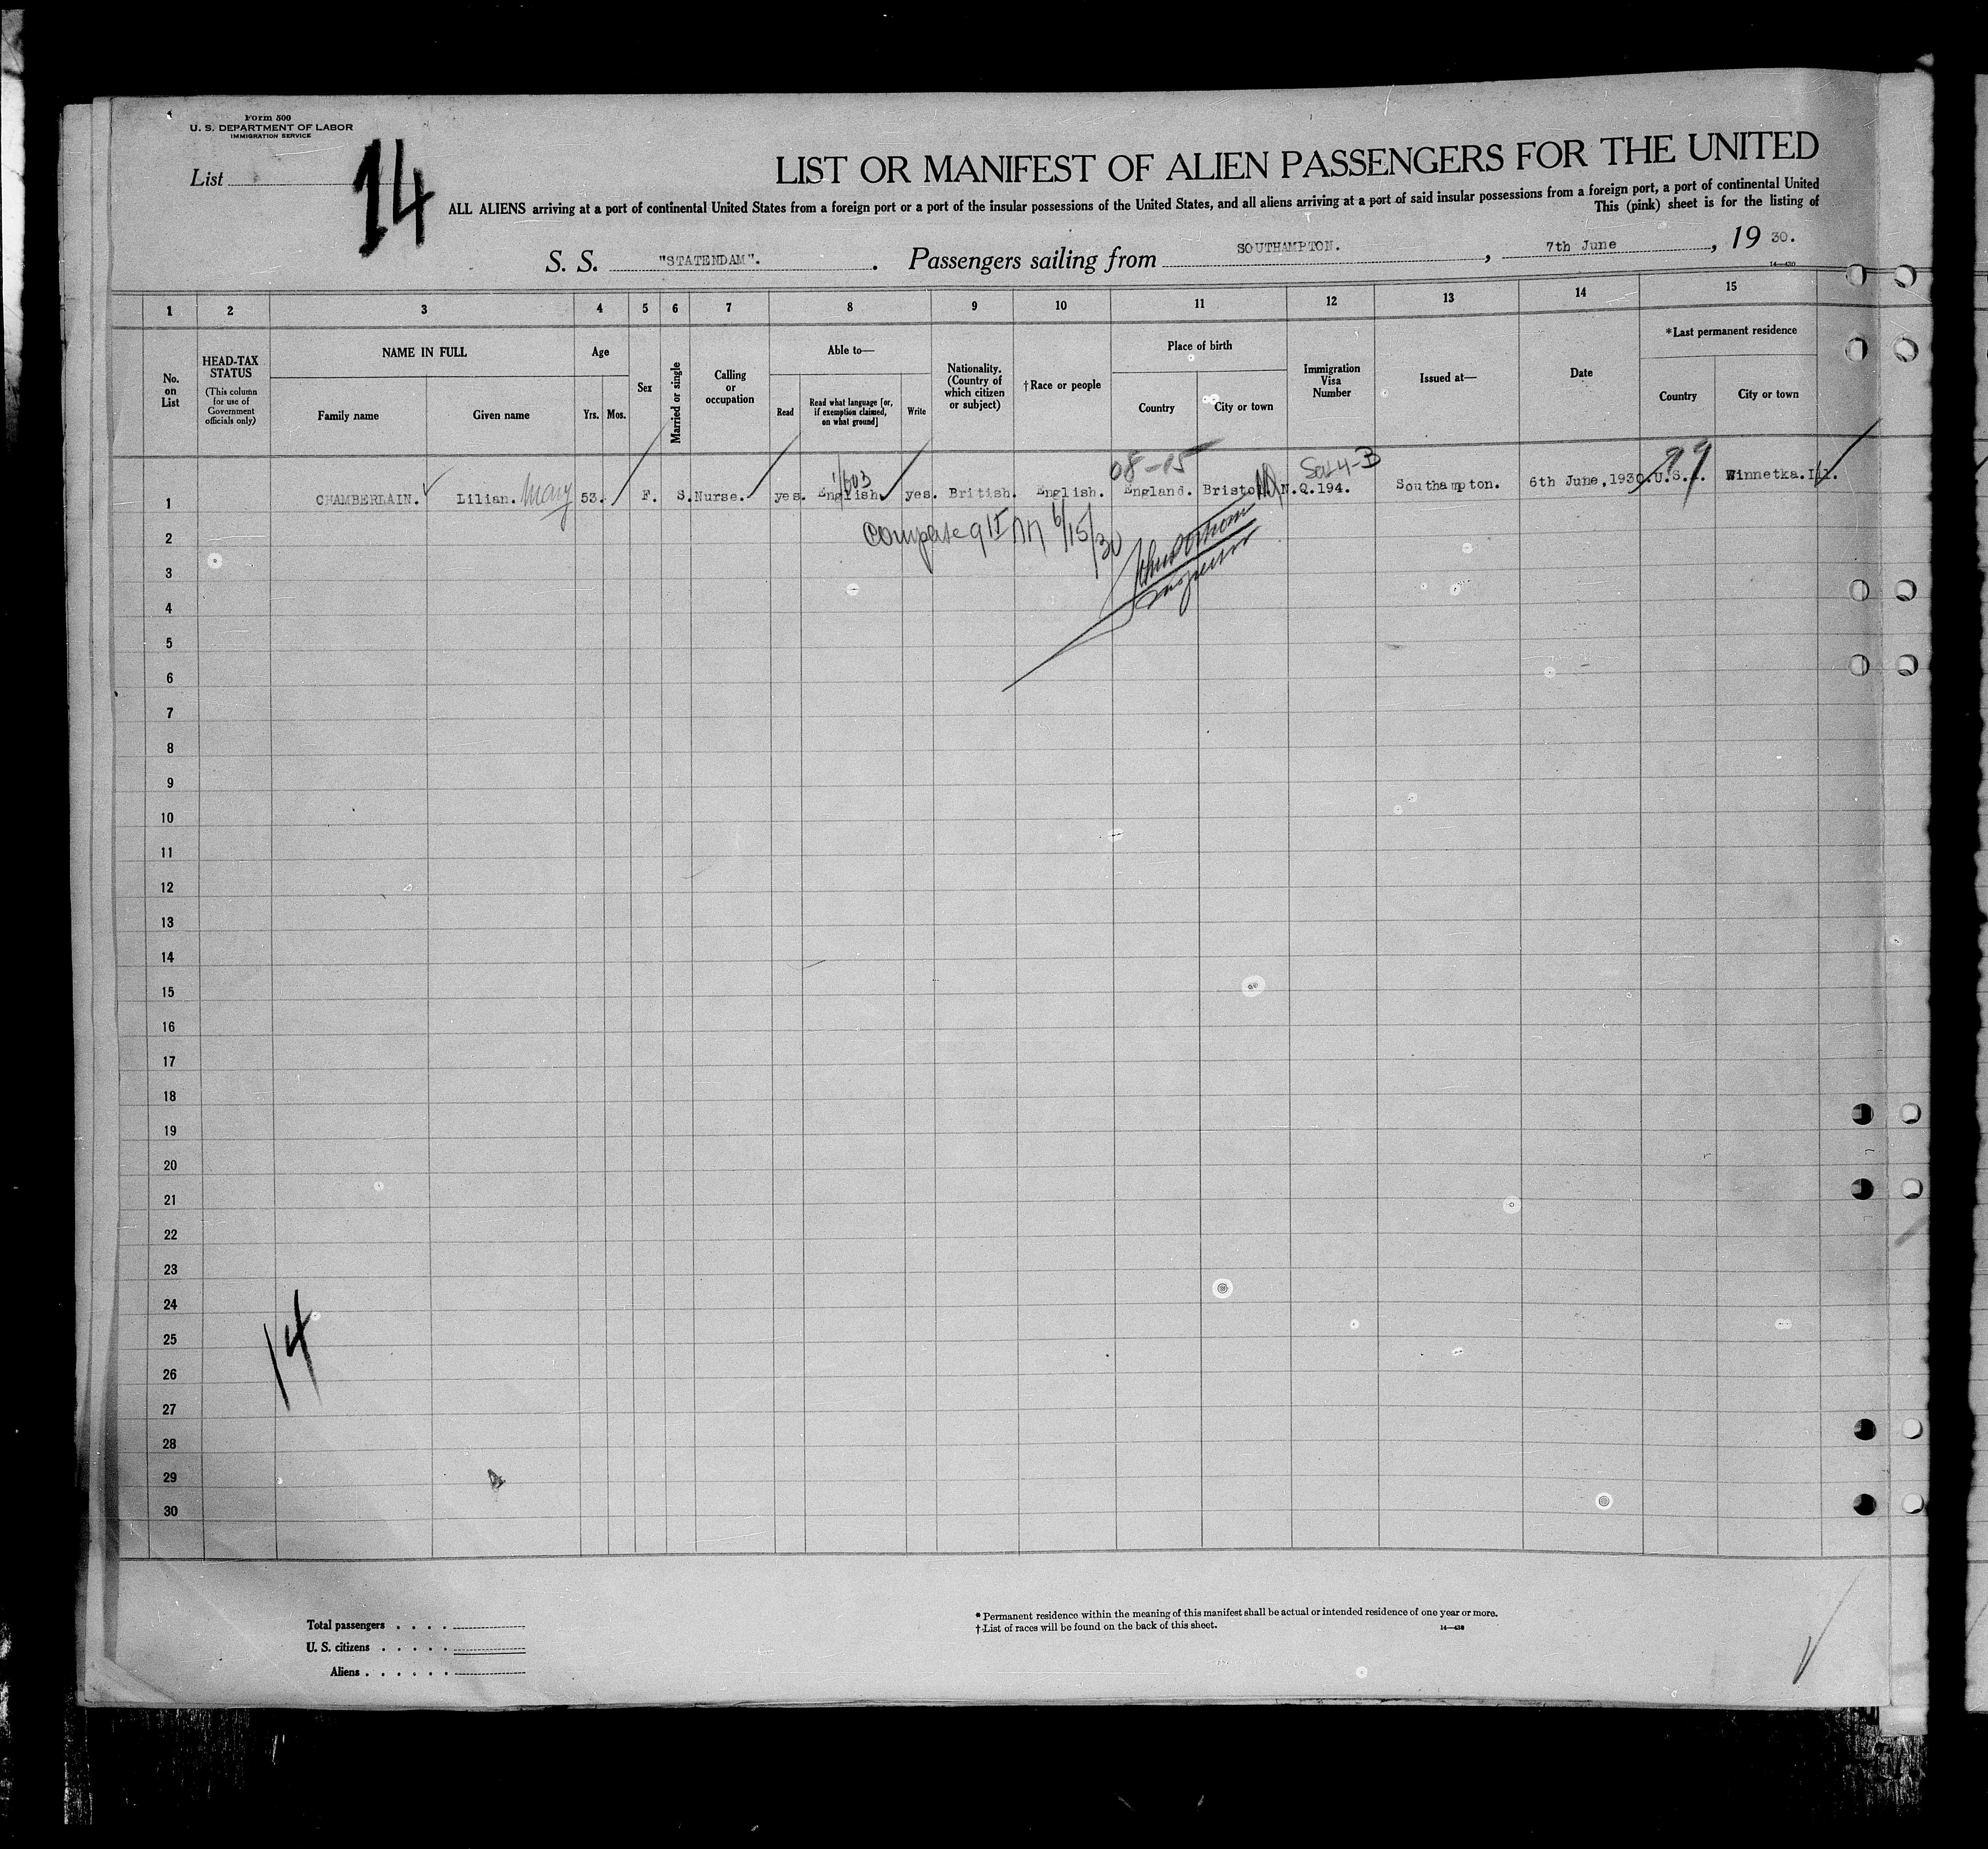 Form 500
U. S. DEPARTMENT OF LABOR
IMMIGRATION SERVICE
List 14
LIST OR MANIFEST OF ALIEN PASSENGERS FOR THE UNITED
ALL ALIENS arriving at a port of continental United States from a foreign port or a port of the insular possessions of the United States, and all aliens arriving at a port of said insular possessions from a foreign port, a port of continental United
This (pink) sheet is for the listing of
S. S. "STATENDAM". Passengers sailing from SOUTHAMPTON. , 7th June , 19 30.
14—430
1 2 3 4 5 6 7 8 9 10 11 12 13 14 15
No. on List
HEAD-TAX STATUS
(This column for use of Government officials only)
NAME IN FULL
Family name
Given name
Age
Yrs. Mos.
Sex
Married or single
Calling or occupation
Able to—
Read
Read what language [or, if exemption claimed, on what ground]
Write
Nationality. (Country of which citizen or subject)
†Race or people
Place of birth
Country
City or town
Immigration Visa Number
Issued at—
Date
*Last permanent residence
Country
City or town
08-15 99
1 CHAMBERLAIN. Lilian. Mary 53. F. S. Nurse. yes. English. yes. British. English. England. Bristol. N.Q.194. Southampton. 6th June,1930. U.S.A. Winnetka.Ill.
6/15/30
Inspector
2
3
4
5
6
7
8
9
10
11
12
13
14
15
16
17
18
19
20
21
22
23
24
25
26
27
28
29
30
14
Total passengers . . . .
U. S. citizens . . . . .
Aliens . . . . . .
* Permanent residence within the meaning of this manifest shall be actual or intended residence of one year or more.
† List of races will be found on the back of this sheet.
14—430